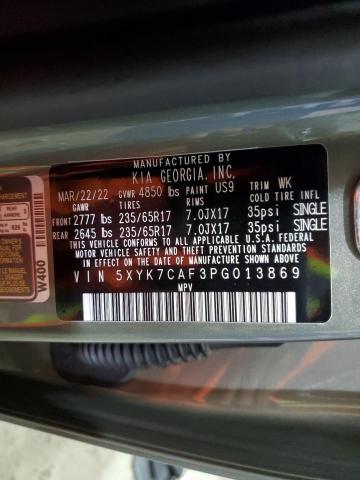 MANUFACTURED BY
KIA GEORGIA, INC.
MAR/22/22 GVWR 4850 lbs PAINT US9 TRIM WK
GAWR TIRES RIMS COLD TIRE INFL
FRONT 2777 lbs 235/65R17 7.0JX17 35psi SINGLE
REAR 2645 lbs 235/65R17 7.0JX17 35psi SINGLE
THIS VEHICLE CONFORMS TO ALL APPLICABLE FEDERAL
MOTOR VEHICLE SAFETY, BUMPER, AND THEFT PREVENTION
STANDARDS IN EFFECT ON THE DATE OF MANUFACTURE
SHOWN ABOVE.
VIN 5XYK7CAF3PG013869
MPV
W400